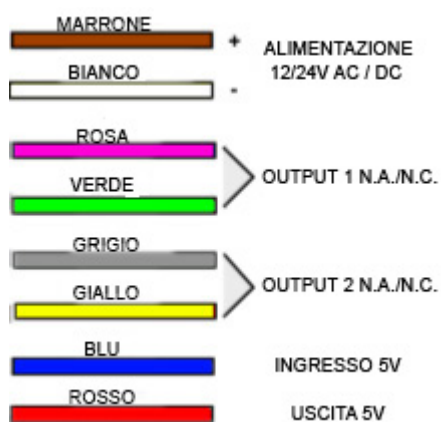 MARRONE
+
ALIMENTAZIONE
12/24V AC / DC
BIANCO
-
ROSA
OUTPUT 1 N.A./N.C.
VERDE
GRIGIO
OUTPUT 2 N.A./N.C.
GIALLO
BLU
INGRESSO 5V
ROSSO
USCITA 5V